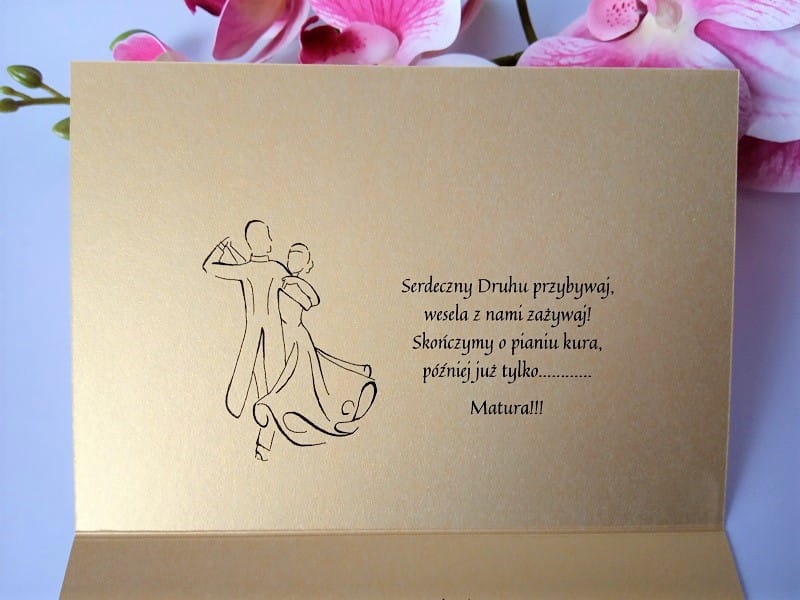 Serdeczny Druhu przybywaj,
wesela z nami zażywaj!
Skończymy o pianiu kura,
później już tylko............
Matura!!!